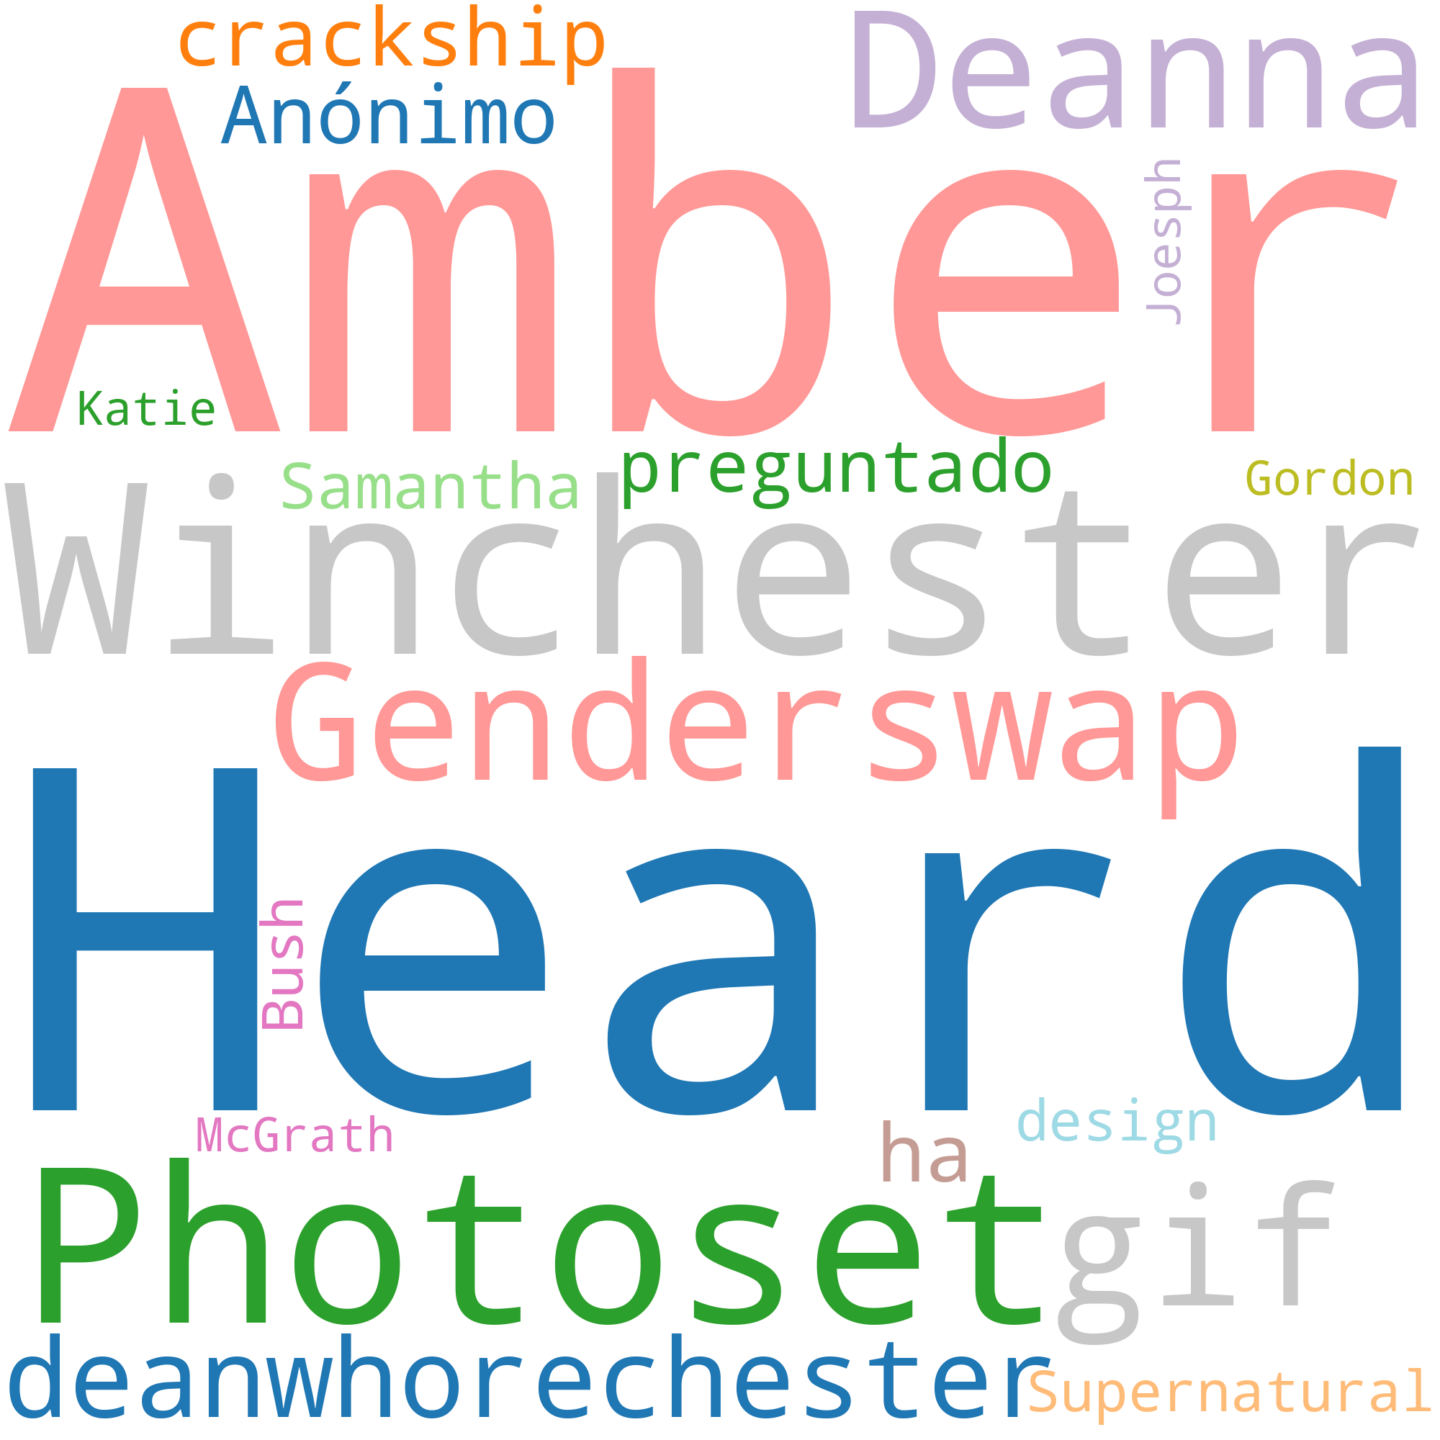 crackship
Deanna
Anónimo
Amber
Joesph
Katie
preguntado
Samantha
Gordon
Winchester
Genderswap
Heard
Bush
design
McGrath
ha
Photoset
gif
deanwhorechester
Supernatural